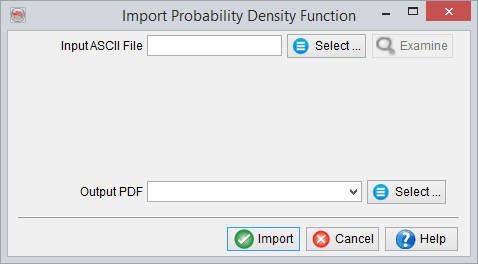 Import Probability Density Function
Input ASCII File Select ... Examine
Output PDF Select ...
Import Cancel Help